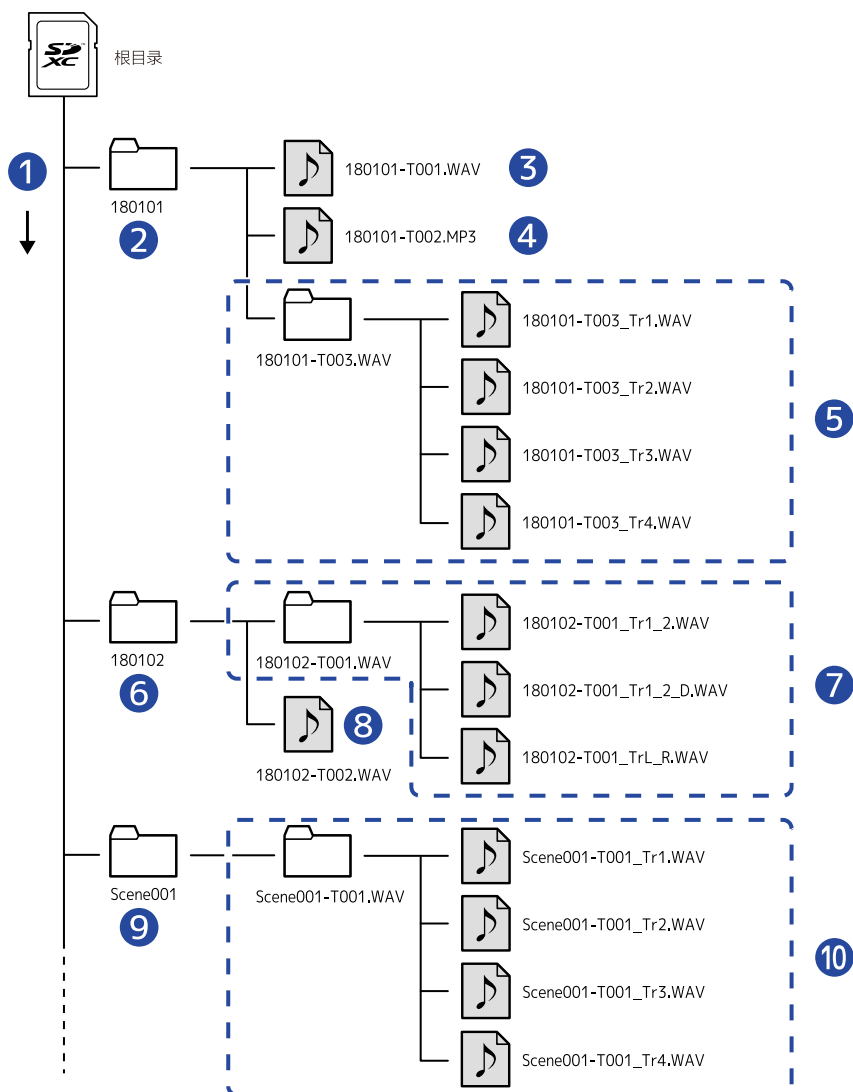 SD
XC
根目录
1
180101
2
180101-T001.WAV
3
180101-T002.MP3
4
180101-T003.WAV
180101-T003_Tr1.WAV
180101-T003_Tr2.WAV
180101-T003_Tr3.WAV
180101-T003_Tr4.WAV
5
180102
6
180102-T001.WAV
180102-T001_Tr1_2.WAV
180102-T001_Tr1_2_D.WAV
180102-T001_TrL_R.WAV
7
8
180102-T002.WAV
Scene001
9
Scene001-T001.WAV
Scene001-T001_Tr1.WAV
Scene001-T001_Tr2.WAV
Scene001-T001_Tr3.WAV
Scene001-T001_Tr4.WAV
10